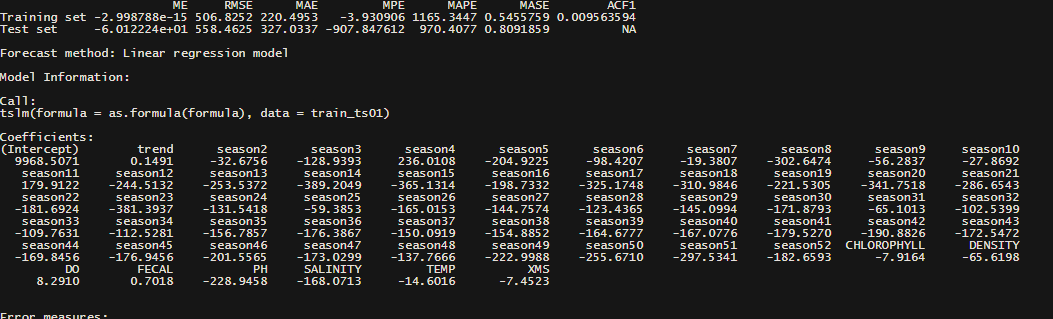 ME RMSE MAE MPE MAPE MASE ACF1
Training set -2.998788e-15 506.8252 220.4953 -3.930906 1165.3447 0.5455759 0.009563594
Test set -6.012224e+01 558.4625 327.0337 -907.847612 970.4077 0.8091859 NA
Forecast method: Linear regression model
Model Information:
Call:
tslm(formula = as.formula(formula), data = train_ts01)
Coefficients:
(Intercept) trend season2 season3 season4 season5 season6 season7 season8 season9 season10
9968.5071 0.1491 -32.6756 -128.9393 236.0108 -204.9225 -98.4207 -19.3807 -302.6474 -56.2837 -27.8692
season11 season12 season13 season14 season15 season16 season17 season18 season19 season20 season21
179.9122 -244.5132 -253.5372 -389.2049 -365.1314 -198.7332 -325.1748 -310.9846 -221.5305 -341.7518 -286.6543
season22 season23 season24 season25 season26 season27 season28 season29 season30 season31 season32
-181.6924 -381.3937 -131.5418 -59.3853 -165.0153 -144.7574 -123.4365 -145.0994 -171.8793 -65.1013 -102.5399
season33 season34 season35 season36 season37 season38 season39 season40 season41 season42 season43
-109.7631 -112.5281 -156.7857 -176.3867 -150.0919 -154.8852 -164.6777 -167.0776 -179.5270 -190.8826 -172.5472
season44 season45 season46 season47 season48 season49 season50 season51 season52 CHLOROPHYLL DENSITY
-169.8456 -176.9456 -201.5565 -173.0299 -137.7666 -222.9988 -255.6710 -297.5341 -182.6593 -7.9164 -65.6198
DO FECAL PH SALINITY TEMP XMS
8.2910 0.7018 -228.9458 -168.0713 -14.6016 -7.4523
Error measures: